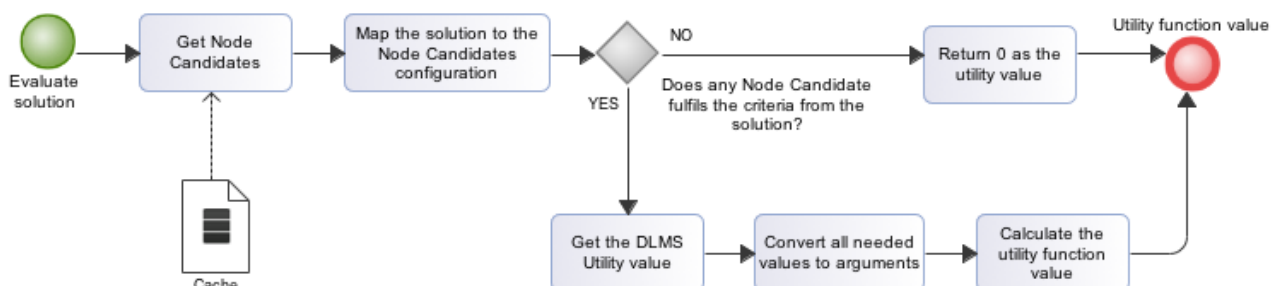 Evaluate
solution
Get Node
Candidates
Cache
Map the solution to the
Node Candidates
configuration
NO
YES
Does any Node Candidate
fulfils the criteria from the
solution?
Return 0 as the
utility value
Utility function value
Get the DLMS
Utility value
Convert all needed
values to arguments
Calculate the
utility function
value